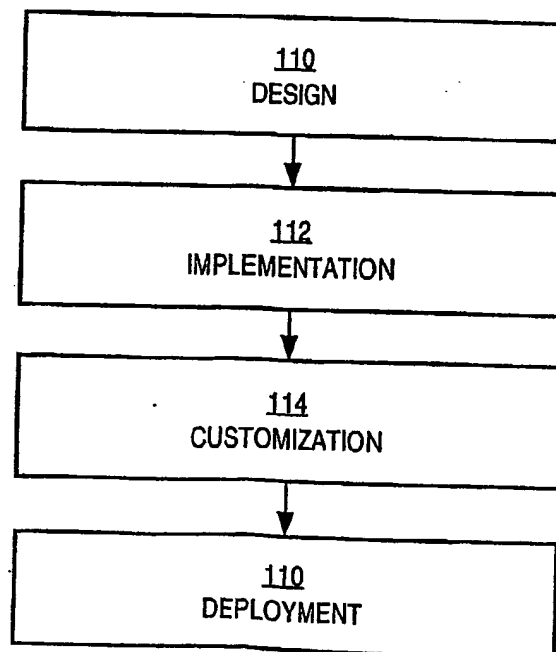 110
DESIGN
112
IMPLEMENTATION
114
CUSTOMIZATION
110
DEPLOYMENT